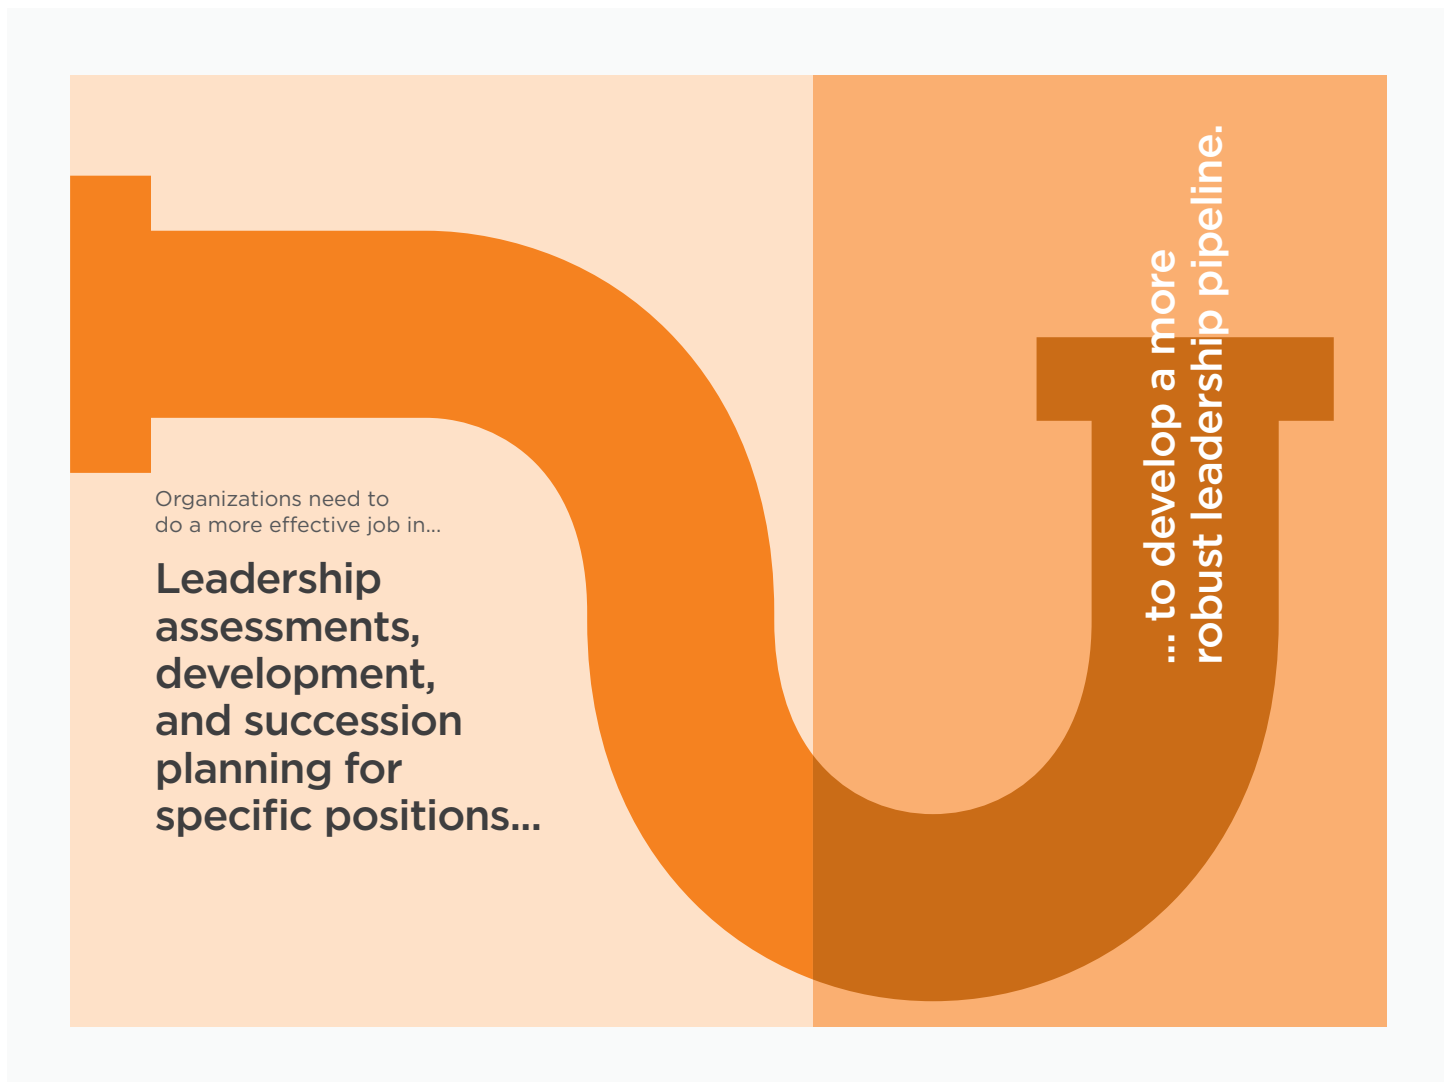 Organizations need to
do a more effective job in...
Leadership
assessments,
development,
and succession
planning for
specific positions...
... to develop a more
robust leadership pipeline.